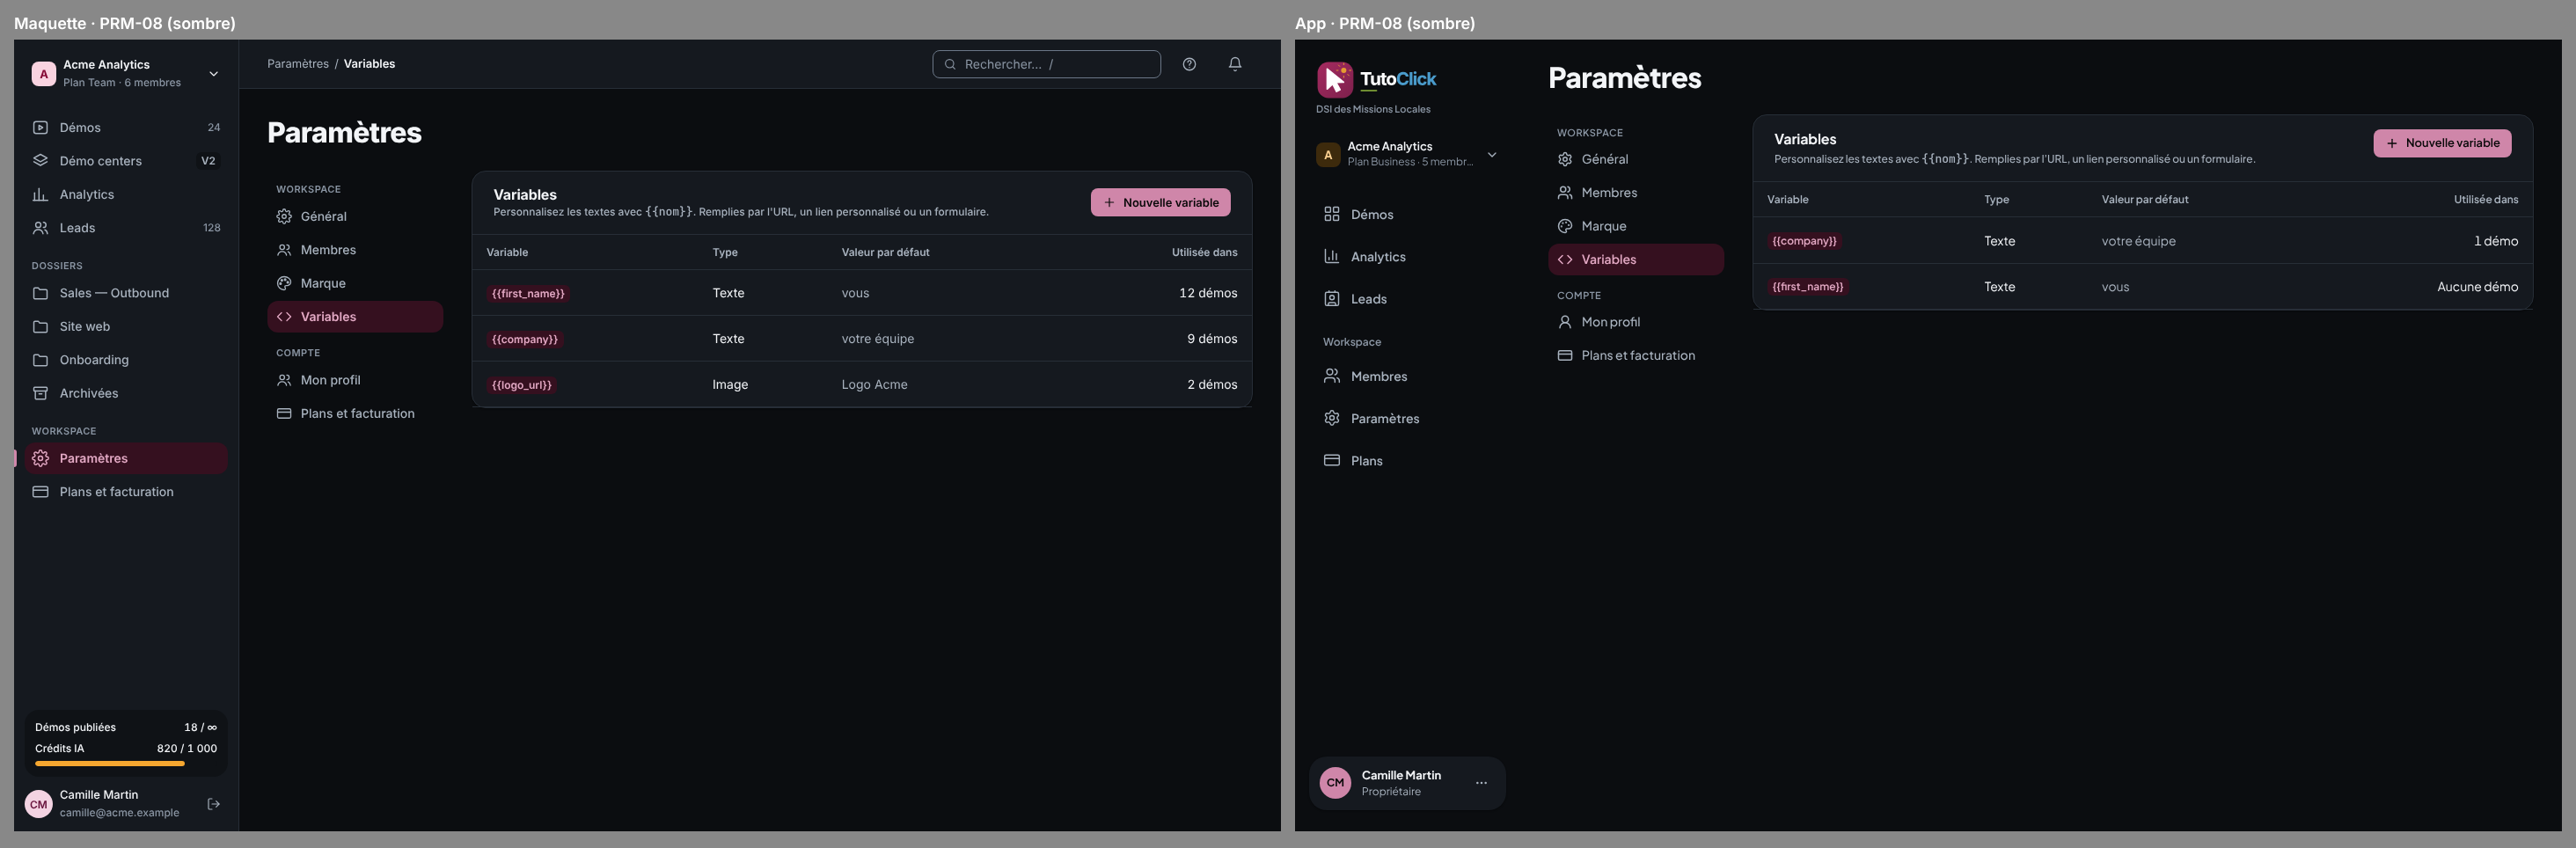 Maquette · PRM-08 (sombre)
A
Acme Analytics
Plan Team · 6 membres
Démos 24
Démo centers V2
Analytics
Leads 128
DOSSIERS
Sales — Outbound
Site web
Onboarding
Archivées
WORKSPACE
Paramètres
Plans et facturation
Démos publiées 18 / ∞
Crédits IA 820 / 1 000
CM
Camille Martin
camille@acme.example
Paramètres / Variables
Rechercher... /
Paramètres
WORKSPACE
Général
Membres
Marque
Variables
COMPTE
Mon profil
Plans et facturation
Variables
Personnalisez les textes avec {{nom}}. Remplies par l'URL, un lien personnalisé ou un formulaire.
Nouvelle variable
Variable Type Valeur par défaut Utilisée dans
{{first_name}} Texte vous 12 démos
{{company}} Texte votre équipe 9 démos
{{logo_url}} Image Logo Acme 2 démos
App · PRM-08 (sombre)
TutoClick
DSI des Missions Locales
A
Acme Analytics
Plan Business · 5 membr...
Démos
Analytics
Leads
Workspace
Membres
Paramètres
Plans
CM
Camille Martin
Propriétaire
Paramètres
WORKSPACE
Général
Membres
Marque
Variables
COMPTE
Mon profil
Plans et facturation
Variables
Personnalisez les textes avec {{nom}}. Remplies par l'URL, un lien personnalisé ou un formulaire.
Nouvelle variable
Variable Type Valeur par défaut Utilisée dans
{{company}} Texte votre équipe 1 démo
{{first_name}} Texte vous Aucune démo